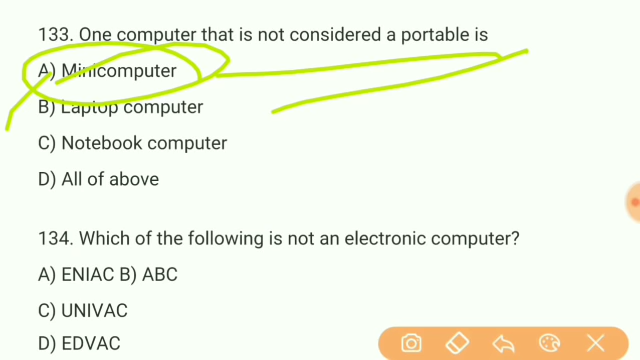 133. One computer that is not considered a portable is
A) Minicomputer
B) Laptop computer
C) Notebook computer
D) All of above
134. Which of the following is not an electronic computer?
A) ENIAC B) ABC
C) UNIVAC
D) EDVAC